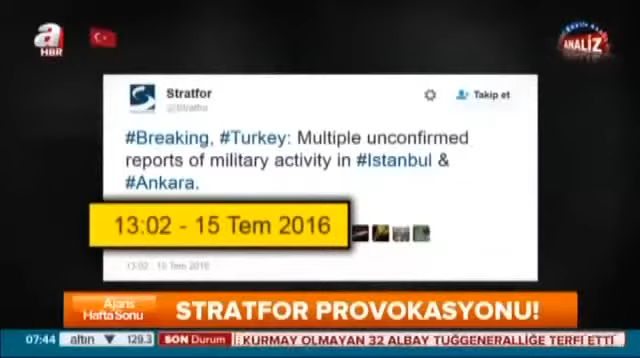 a
HBR
ANALİZ
Stratfor
@Stratfor
Takip et
#Breaking, #Turkey: Multiple unconfirmed
reports of military activity in #Istanbul &
#Ankara.
13:02 - 15 Tem 2016
13:02 - 15 Tem 2016
Ajans
Hafta Sonu
STRATFOR PROVOKASYONU!
07:44 altın 129.3 SON Durum KURMAY OLMAYAN 32 ALBAY TUĞGENERALLİĞE TERFİ ETTİ